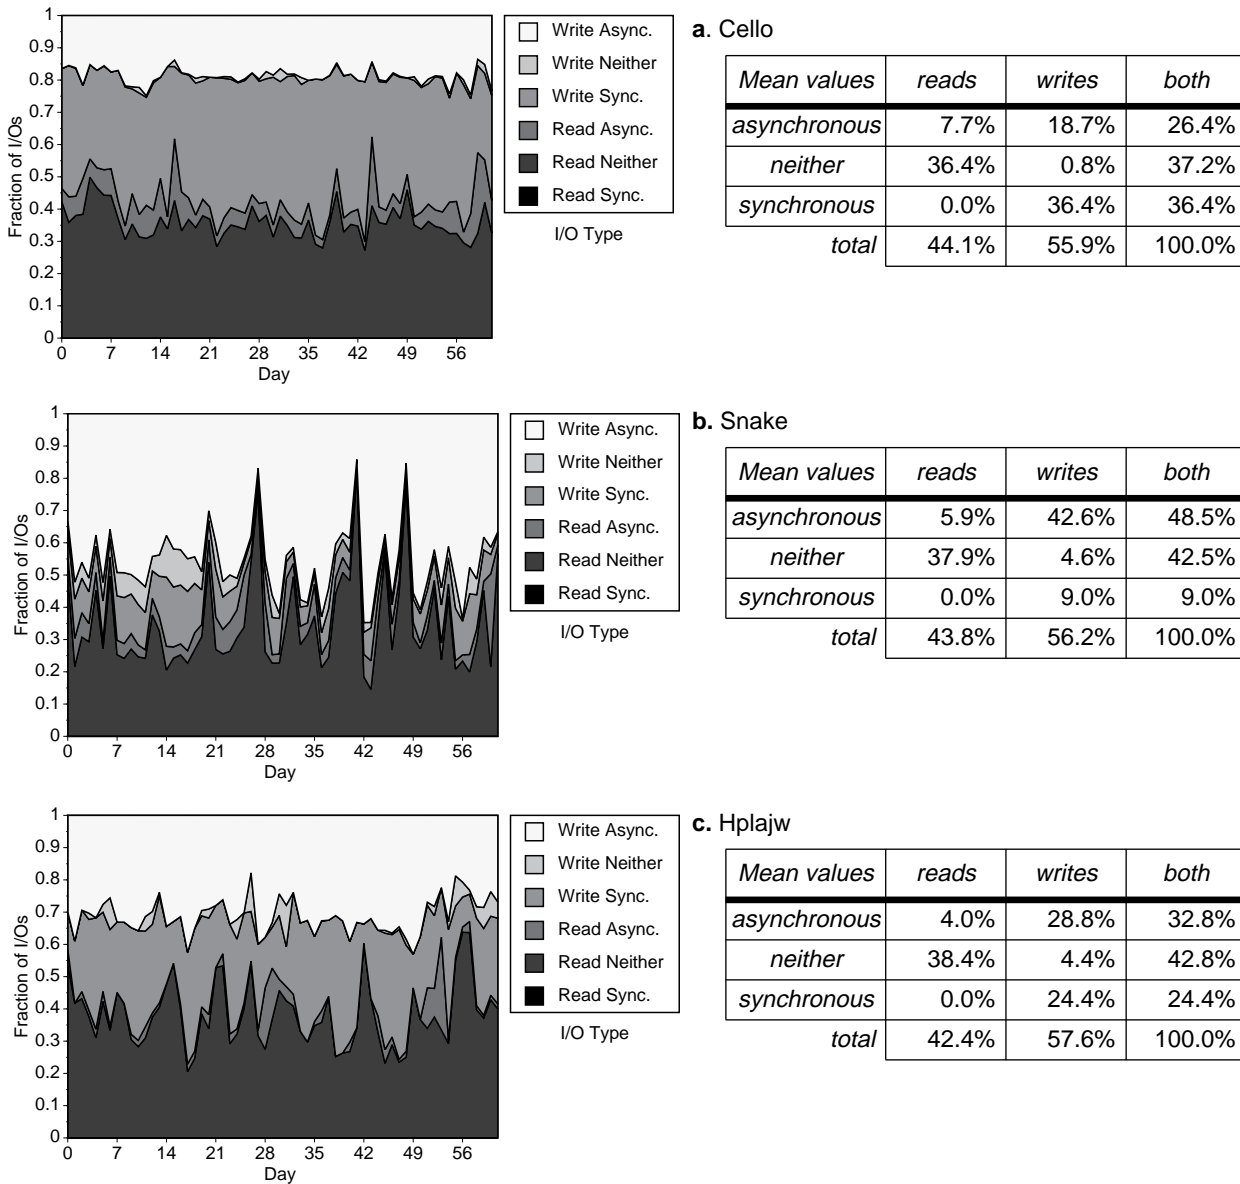 1
0.9
0.8
0.7
0.6
0.5
0.4
0.3
0.2
0.1
0
Fraction of I/Os
0 7 14 21 28 35 42 49 56
Day
Write Async.
Write Neither
Write Sync.
Read Async.
Read Neither
Read Sync.
I/O Type
a. Cello
Mean values reads writes both
asynchronous 7.7% 18.7% 26.4%
neither 36.4% 0.8% 37.2%
synchronous 0.0% 36.4% 36.4%
total 44.1% 55.9% 100.0%
1
0.9
0.8
0.7
0.6
0.5
0.4
0.3
0.2
0.1
0
Fraction of I/Os
0 7 14 21 28 35 42 49 56
Day
Write Async.
Write Neither
Write Sync.
Read Async.
Read Neither
Read Sync.
I/O Type
b. Snake
Mean values reads writes both
asynchronous 5.9% 42.6% 48.5%
neither 37.9% 4.6% 42.5%
synchronous 0.0% 9.0% 9.0%
total 43.8% 56.2% 100.0%
1
0.9
0.8
0.7
0.6
0.5
0.4
0.3
0.2
0.1
0
Fraction of I/Os
0 7 14 21 28 35 42 49 56
Day
Write Async.
Write Neither
Write Sync.
Read Async.
Read Neither
Read Sync.
I/O Type
c. Hplajw
Mean values reads writes both
asynchronous 4.0% 28.8% 32.8%
neither 38.4% 4.4% 42.8%
synchronous 0.0% 24.4% 24.4%
total 42.4% 57.6% 100.0%